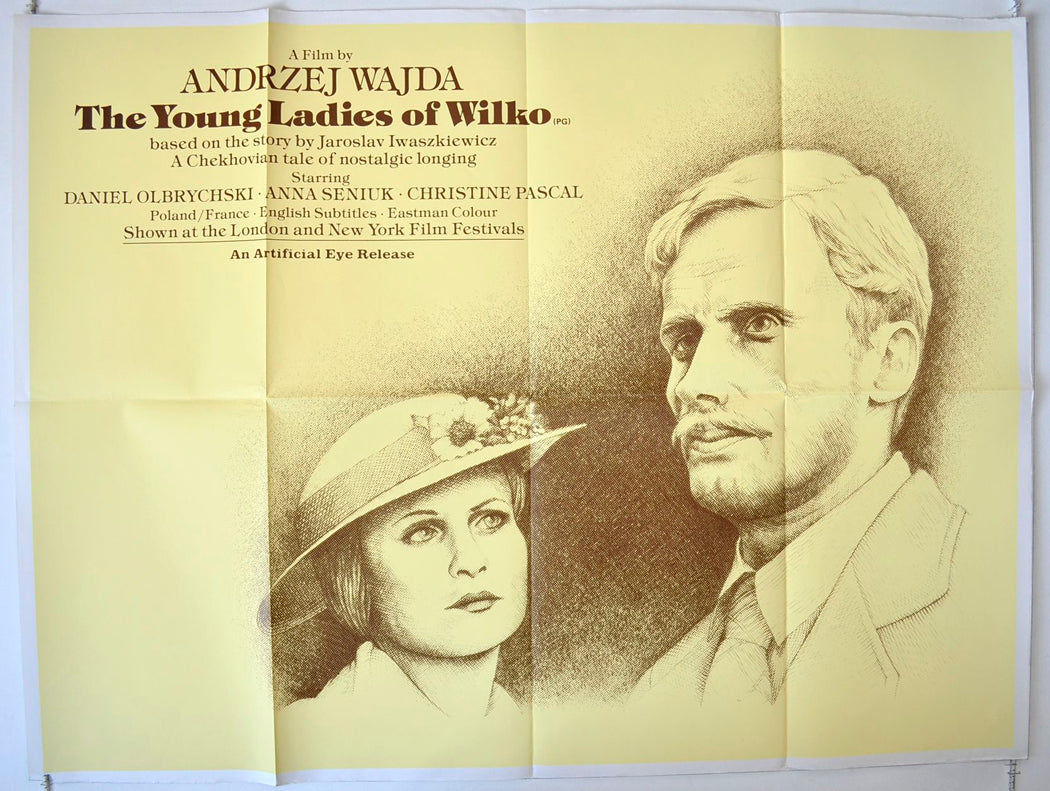 A Film by
ANDRZEJ WAJDA
The Young Ladies of Wilko (PG)
based on the story by Jaroslav Iwaszkiewicz
A Chekhovian tale of nostalgic longing
Starring
DANIEL OLBRYCHSKI · ANNA SENIUK · CHRISTINE PASCAL
Poland/France · English Subtitles · Eastman Colour
Shown at the London and New York Film Festivals
An Artificial Eye Release